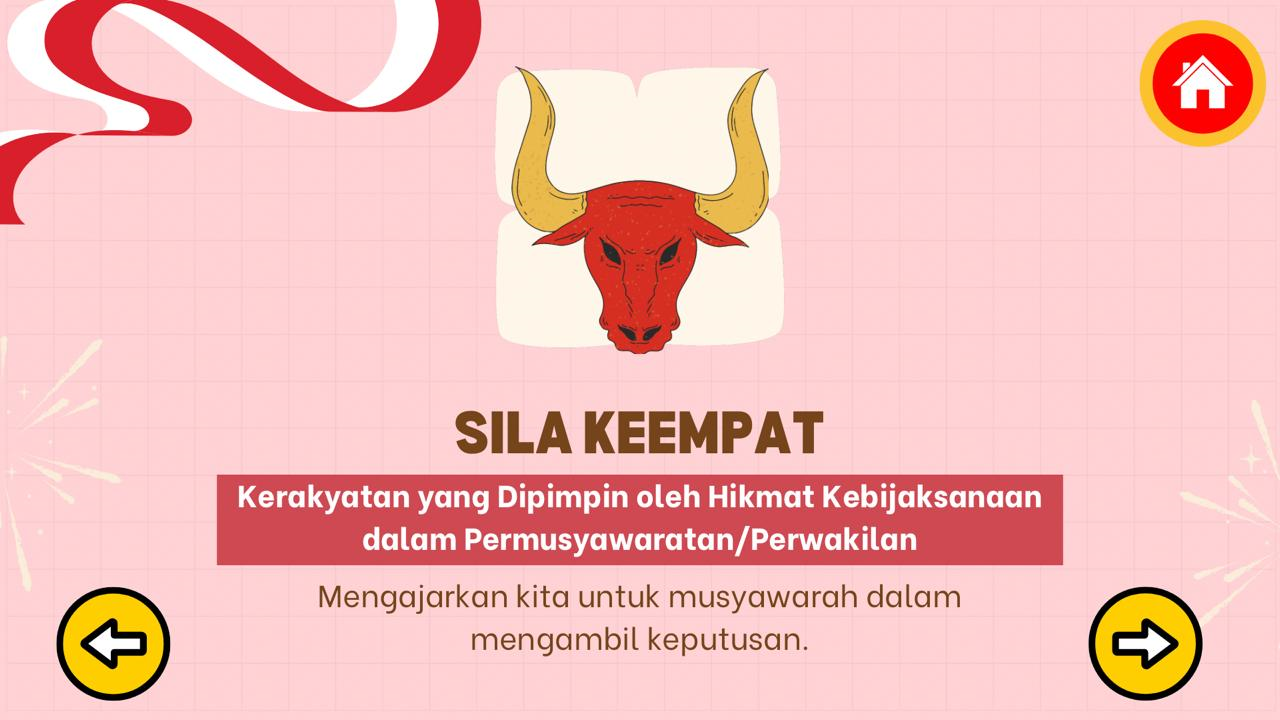 SILA KEEMPAT
Kerakyatan yang Dipimpin oleh Hikmat Kebijaksanaan
dalam Permusyawaratan/Perwakilan
Mengajarkan kita untuk musyawarah dalam
mengambil keputusan.